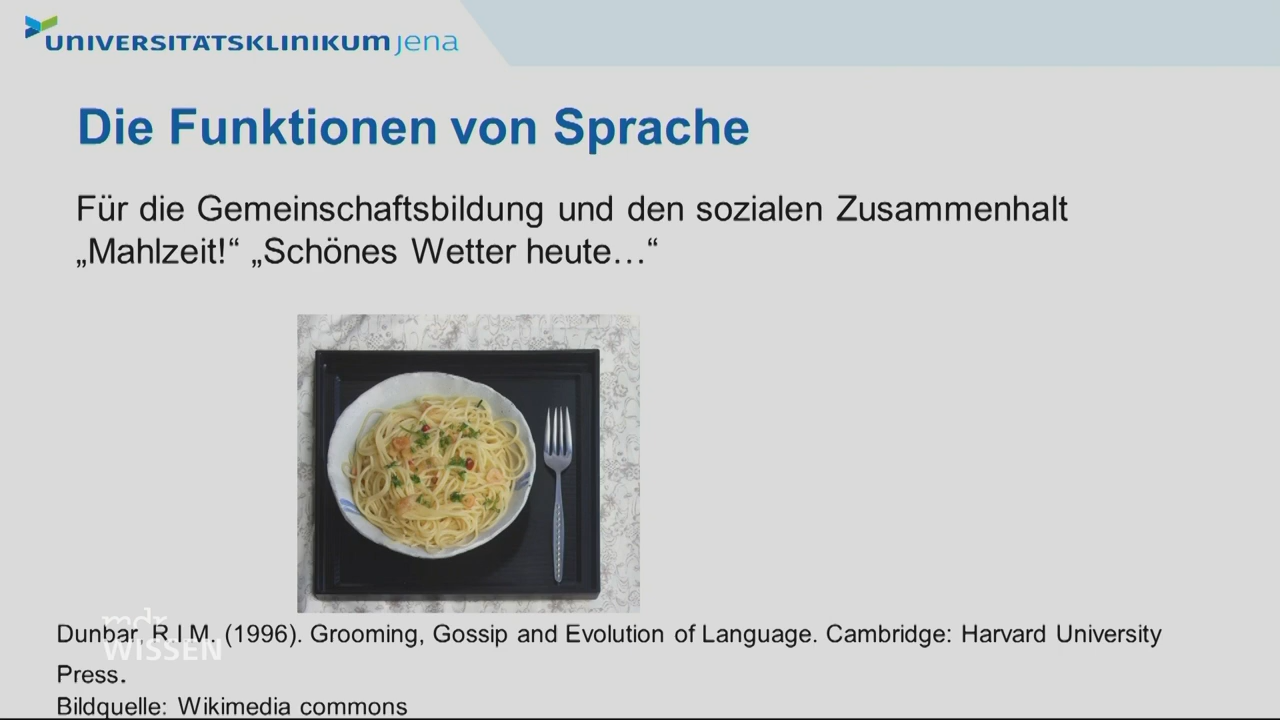 UNIVERSITÄTSKLINIKUM jena
Die Funktionen von Sprache
Für die Gemeinschaftsbildung und den sozialen Zusammenhalt
„Mahlzeit!“ „Schönes Wetter heute…“
Dunbar, R.I.M. (1996). Grooming, Gossip and Evolution of Language. Cambridge: Harvard University
Press.
mdr
WISSEN
Bildquelle: Wikimedia commons